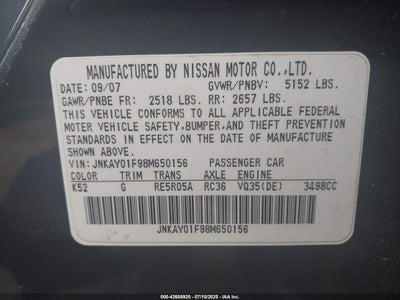 MANUFACTURED BY NISSAN MOTOR CO.,LTD.
DATE: 09/07 GVWR/PNBV: 5152 LBS.
GAWR/PNBE FR: 2518 LBS. RR: 2657 LBS.
THIS VEHICLE CONFORMS TO ALL APPLICABLE FEDERAL
MOTOR VEHICLE SAFETY,BUMPER,AND THEFT PREVENTION
STANDARDS IN EFFECT ON THE DATE OF MANUFACTURE
SHOWN ABOVE.
VIN: JNKAY01F98M650156 PASSENGER CAR
COLOR TRIM TRANS AXLE ENGINE
K52 G RE5R05A RC36 VQ35(DE) 3498CC
JNKAY01F98M650156
000-42688920 - 07/10/2025 - IAAI.COM